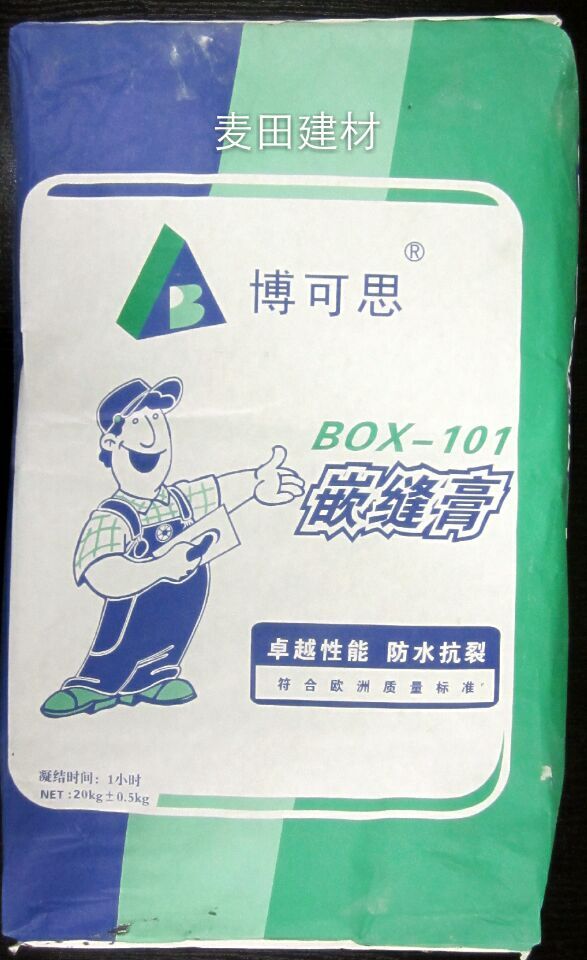 麦田建材
B
博可思®
BOX-101
嵌缝膏
卓越性能 防水抗裂
符合欧洲质量标准
凝结时间：1小时
NET：20kg±0.5kg